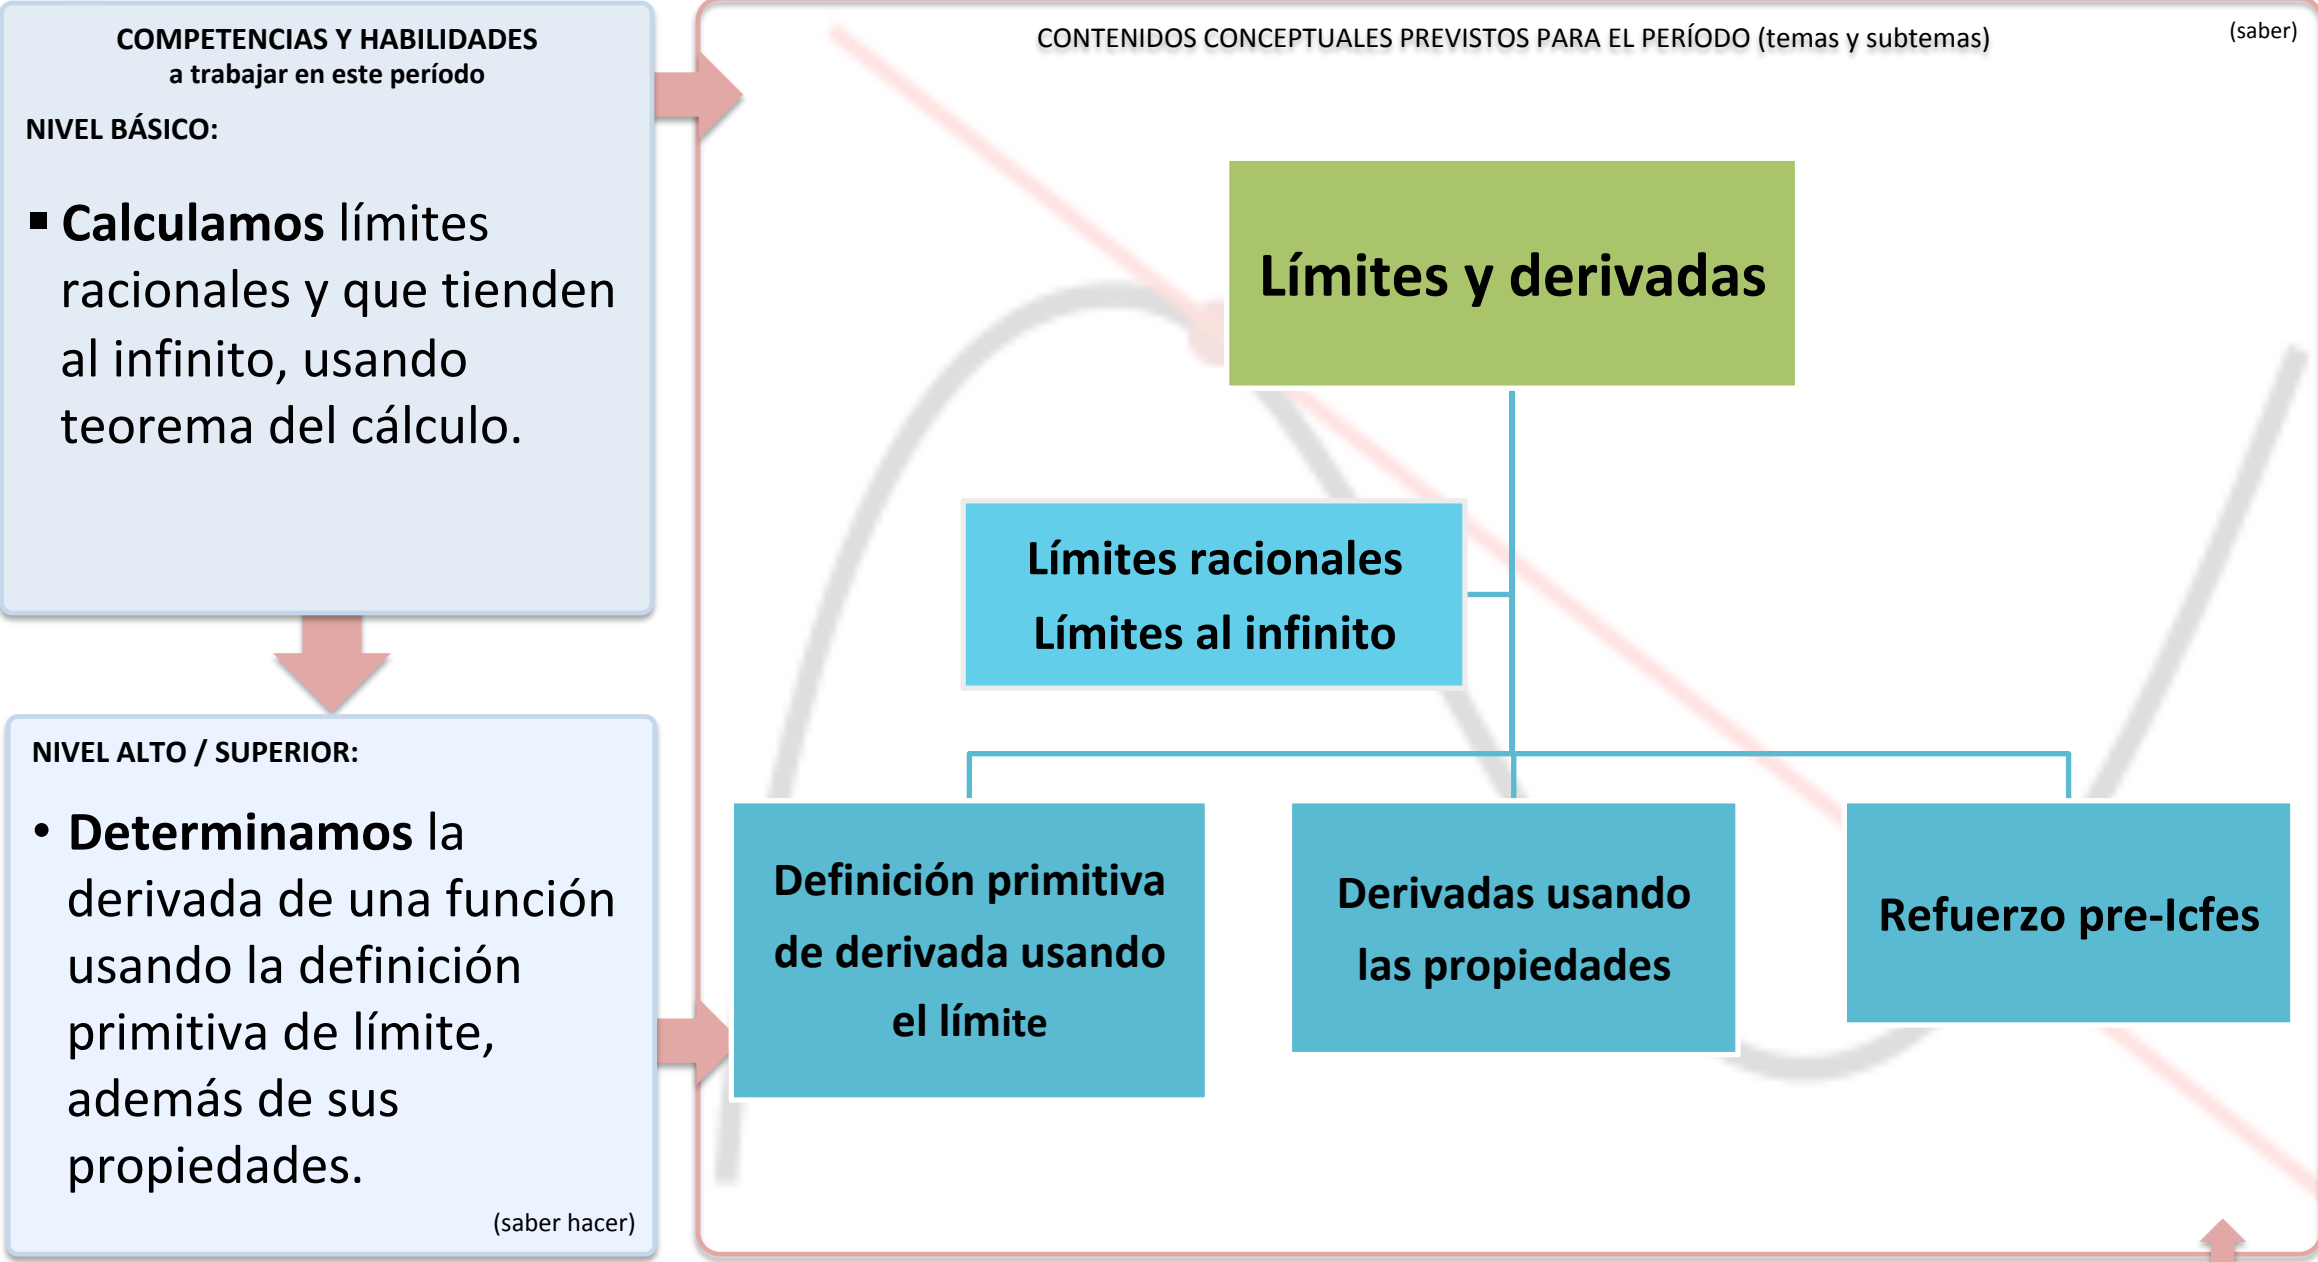 COMPETENCIAS Y HABILIDADES
a trabajar en este período
NIVEL BÁSICO:
▪ Calculamos límites
racionales y que tienden
al infinito, usando
teorema del cálculo.
NIVEL ALTO / SUPERIOR:
• Determinamos la
derivada de una función
usando la definición
primitiva de límite,
además de sus
propiedades.
(saber hacer)
CONTENIDOS CONCEPTUALES PREVISTOS PARA EL PERÍODO (temas y subtemas)
(saber)
Límites y derivadas
Límites racionales
Límites al infinito
Definición primitiva
de derivada usando
el límite
Derivadas usando
las propiedades
Refuerzo pre-Icfes